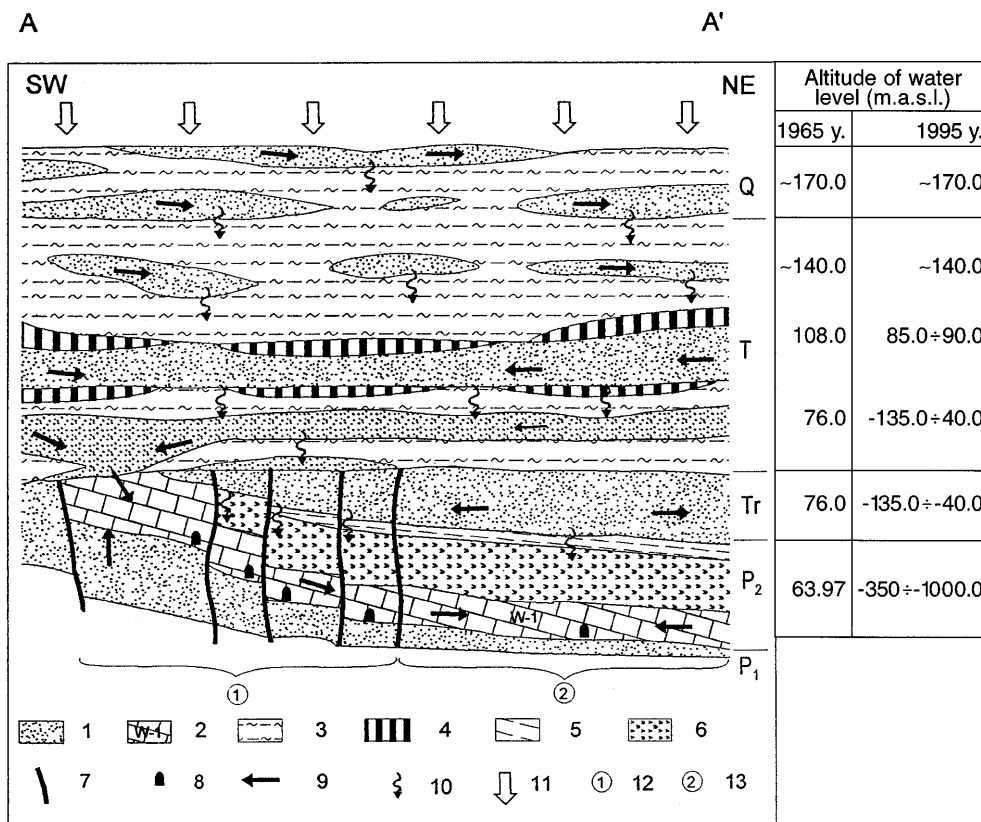 A A'
SW NE
Altitude of water
level (m.a.s.l.)
1965 y. 1995 y.
Q ~170.0 ~170.0
~140.0 ~140.0
T 108.0 85.0÷90.0
76.0 -135.0÷40.0
Tr 76.0 -135.0÷-40.0
P2 63.97 -350÷-1000.0
W-1
P1
① ②
1 W-1 2 3 4 5 6
7 8 9 10 11 ① 12 ② 13